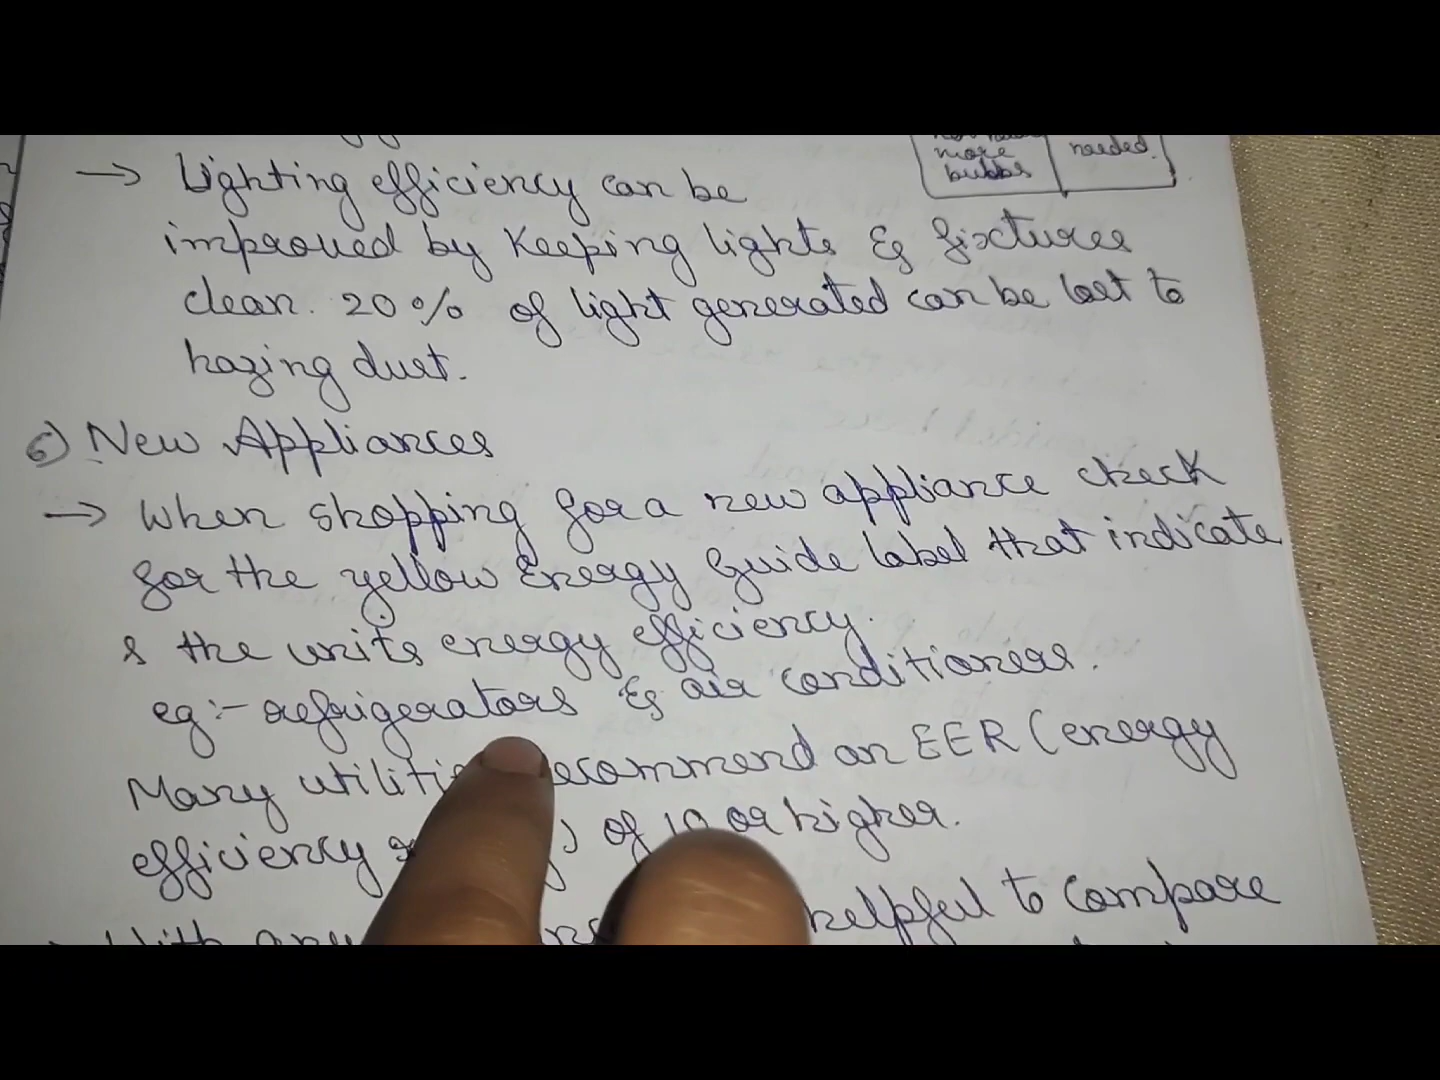 more
needed.
bulbs
→ Lighting efficiency can be
improved by Keeping lights & fixtures
clean. 20% of light generated can be lost to
hazing dust.
6) New Appliances
→ When shopping for a new appliance check
for the yellow Energy Guide label that indicate
s the units energy efficiency.
eg:- refrigerators & air conditioners.
Many recommend an EER (energy
efficiency of 10 or higher.
With helpful to compare